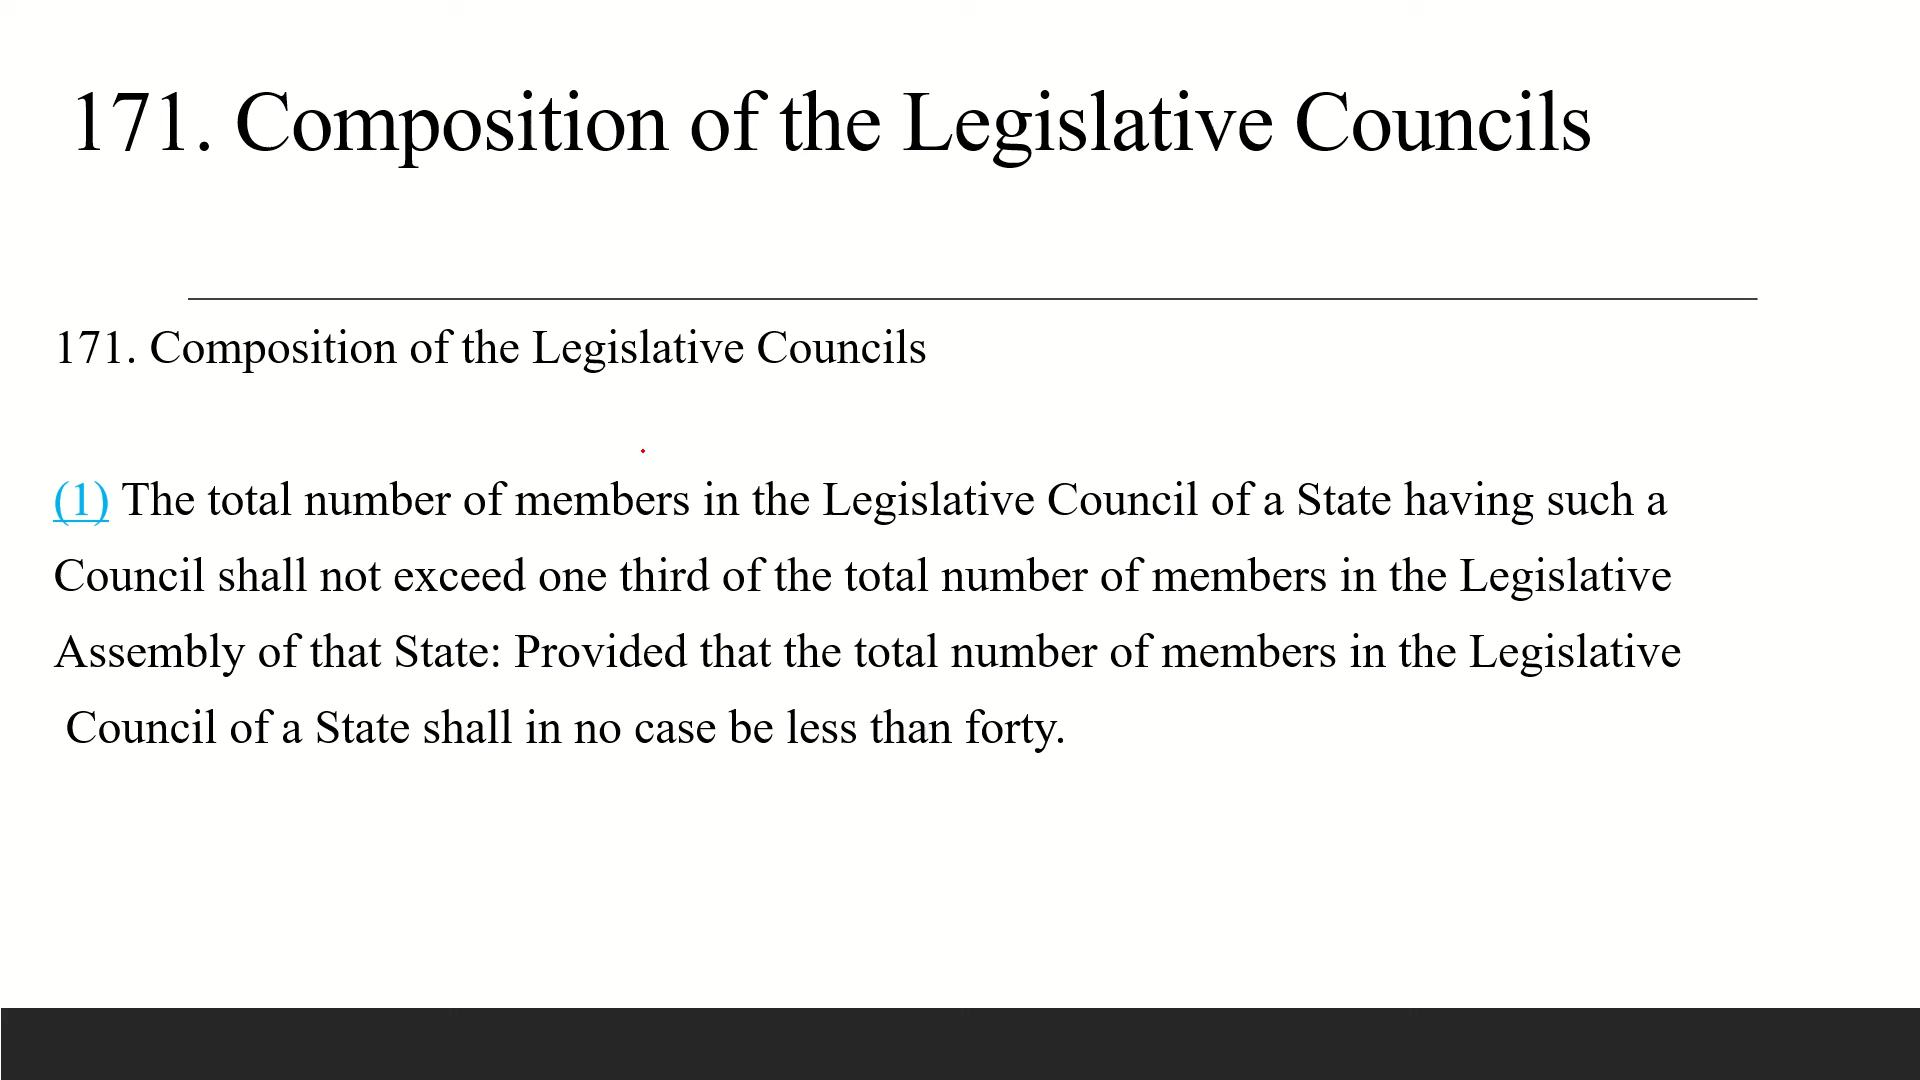 171. Composition of the Legislative Councils
171. Composition of the Legislative Councils
(1) The total number of members in the Legislative Council of a State having such a
Council shall not exceed one third of the total number of members in the Legislative
Assembly of that State: Provided that the total number of members in the Legislative
Council of a State shall in no case be less than forty.